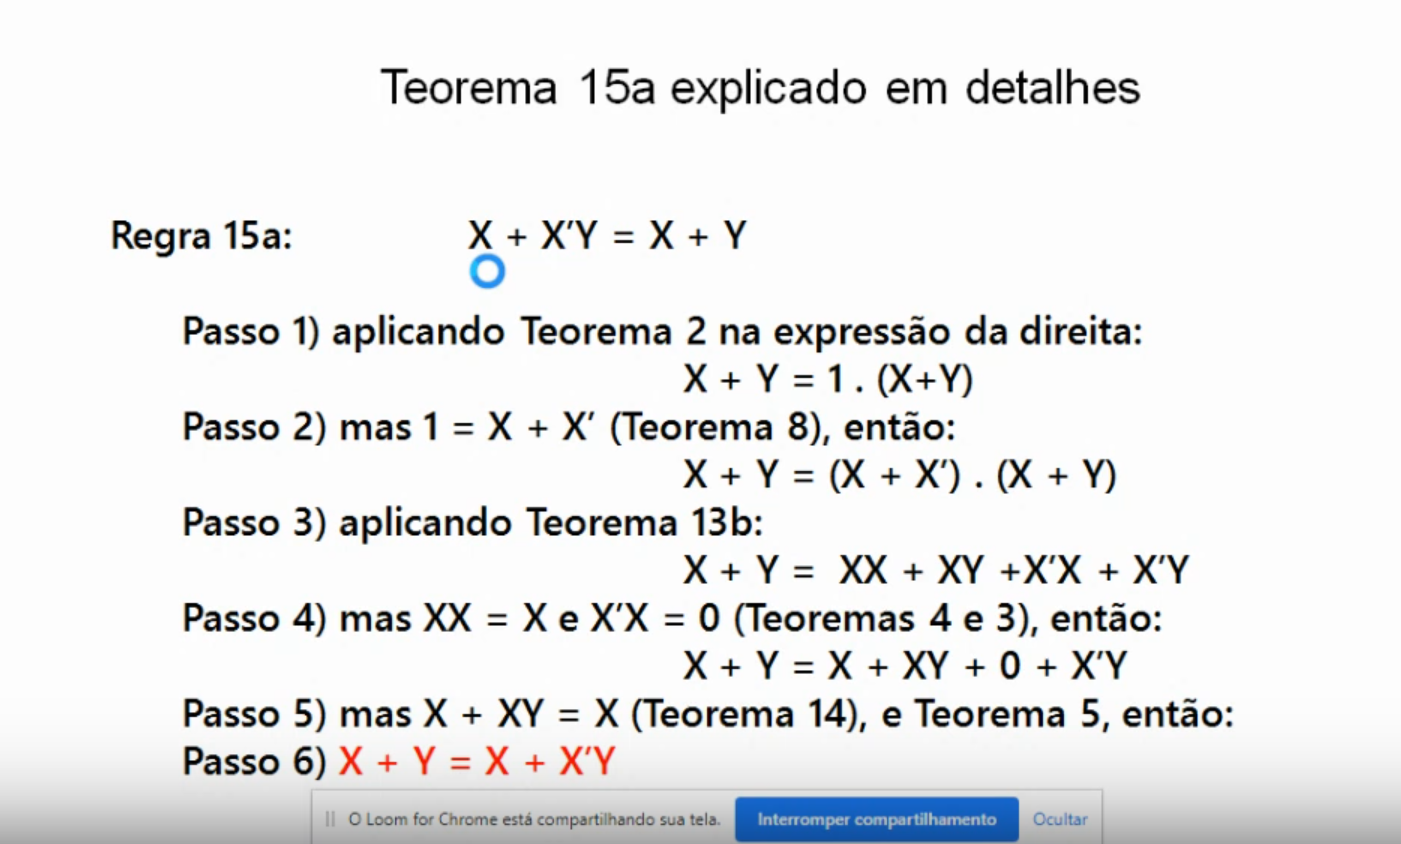 Teorema 15a explicado em detalhes
Regra 15a: X + X’Y = X + Y
Passo 1) aplicando Teorema 2 na expressão da direita:
X + Y = 1 . (X+Y)
Passo 2) mas 1 = X + X’ (Teorema 8), então:
X + Y = (X + X’) . (X + Y)
Passo 3) aplicando Teorema 13b:
X + Y = XX + XY +X’X + X’Y
Passo 4) mas XX = X e X’X = 0 (Teoremas 4 e 3), então:
X + Y = X + XY + 0 + X’Y
Passo 5) mas X + XY = X (Teorema 14), e Teorema 5, então:
Passo 6) X + Y = X + X’Y
O Loom for Chrome está compartilhando sua tela. Interromper compartilhamento Ocultar